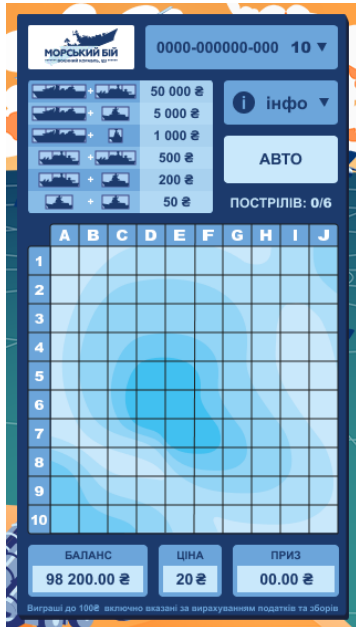 МОРСЬКИЙ БІЙ
0000-000000-000 10 ▼
+ 50 000 ₴
+ 5 000 ₴
+ 1 000 ₴
+ 500 ₴
+ 200 ₴
+ 50 ₴
i інфо ▼
АВТО
ПОСТРІЛІВ: 0/6
A B C D E F G H I J
1
2
3
4
5
6
7
8
9
10
БАЛАНС ЦІНА ПРИЗ
98 200.00 ₴ 20 ₴ 00.00 ₴
Виграші до 100₴ включно вказані за вирахуванням податків та зборів